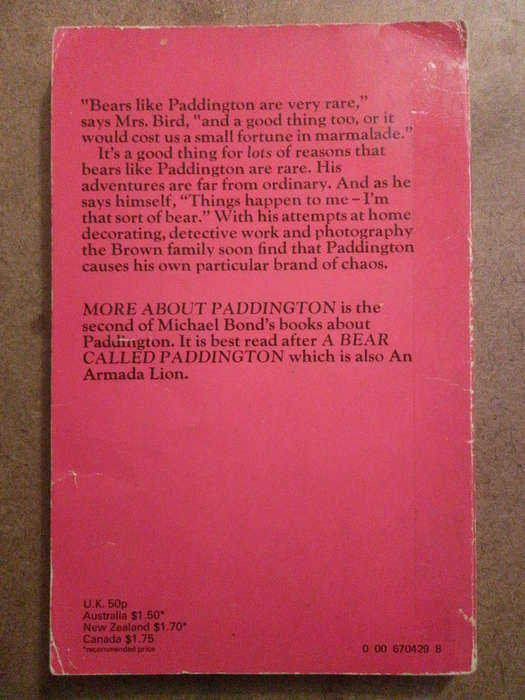 "Bears like Paddington are very rare,"
says Mrs. Bird, "and a good thing too, or it
would cost us a small fortune in marmalade."
It's a good thing for lots of reasons that
bears like Paddington are rare. His
adventures are far from ordinary. And as he
says himself, "Things happen to me – I'm
that sort of bear." With his attempts at home
decorating, detective work and photography
the Brown family soon find that Paddington
causes his own particular brand of chaos.
MORE ABOUT PADDINGTON is the
second of Michael Bond's books about
Paddington. It is best read after A BEAR
CALLED PADDINGTON which is also An
Armada Lion.
U.K. 50p
Australia $1.50*
New Zealand $1.70*
Canada $1.75
*recommended price
0 00 670429 8